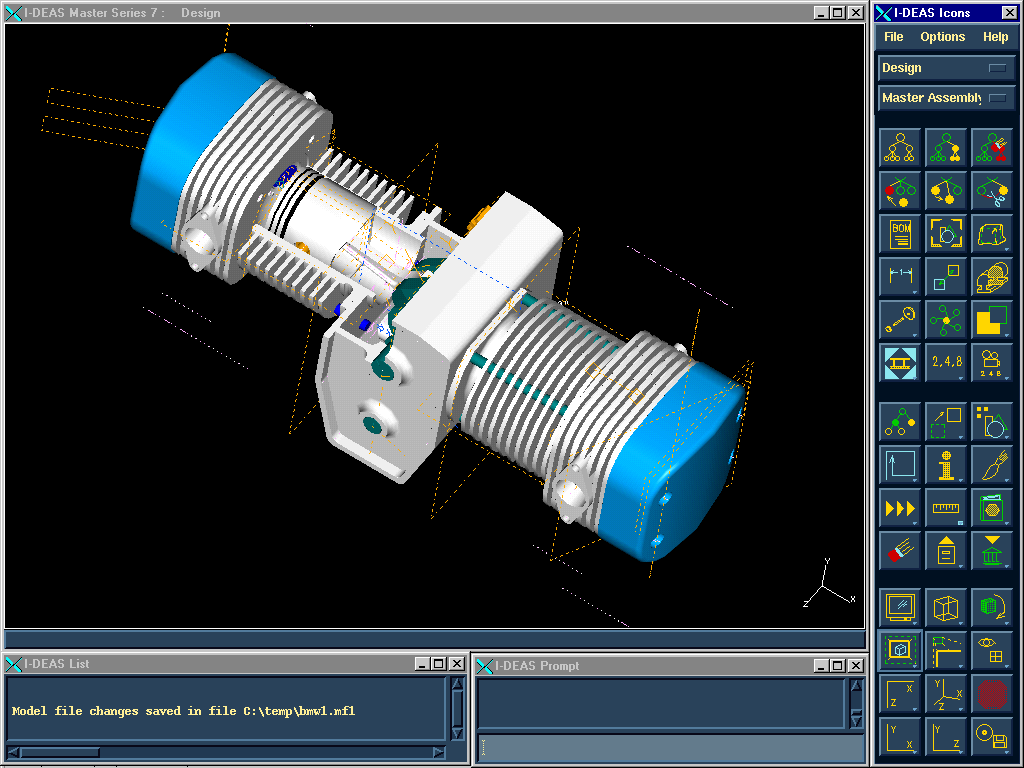 I-DEAS Master Series 7 :    Design
I-DEAS Icons
File    Options    Help
Design
Master Assembly
BOM
1
2,4,8
2 4 8
Y
X
Z
X
Z
Y
X
Z
Y
X
Y
Z
I-DEAS List
Model file changes saved in file C:\temp\bmw1.mf1
I-DEAS Prompt